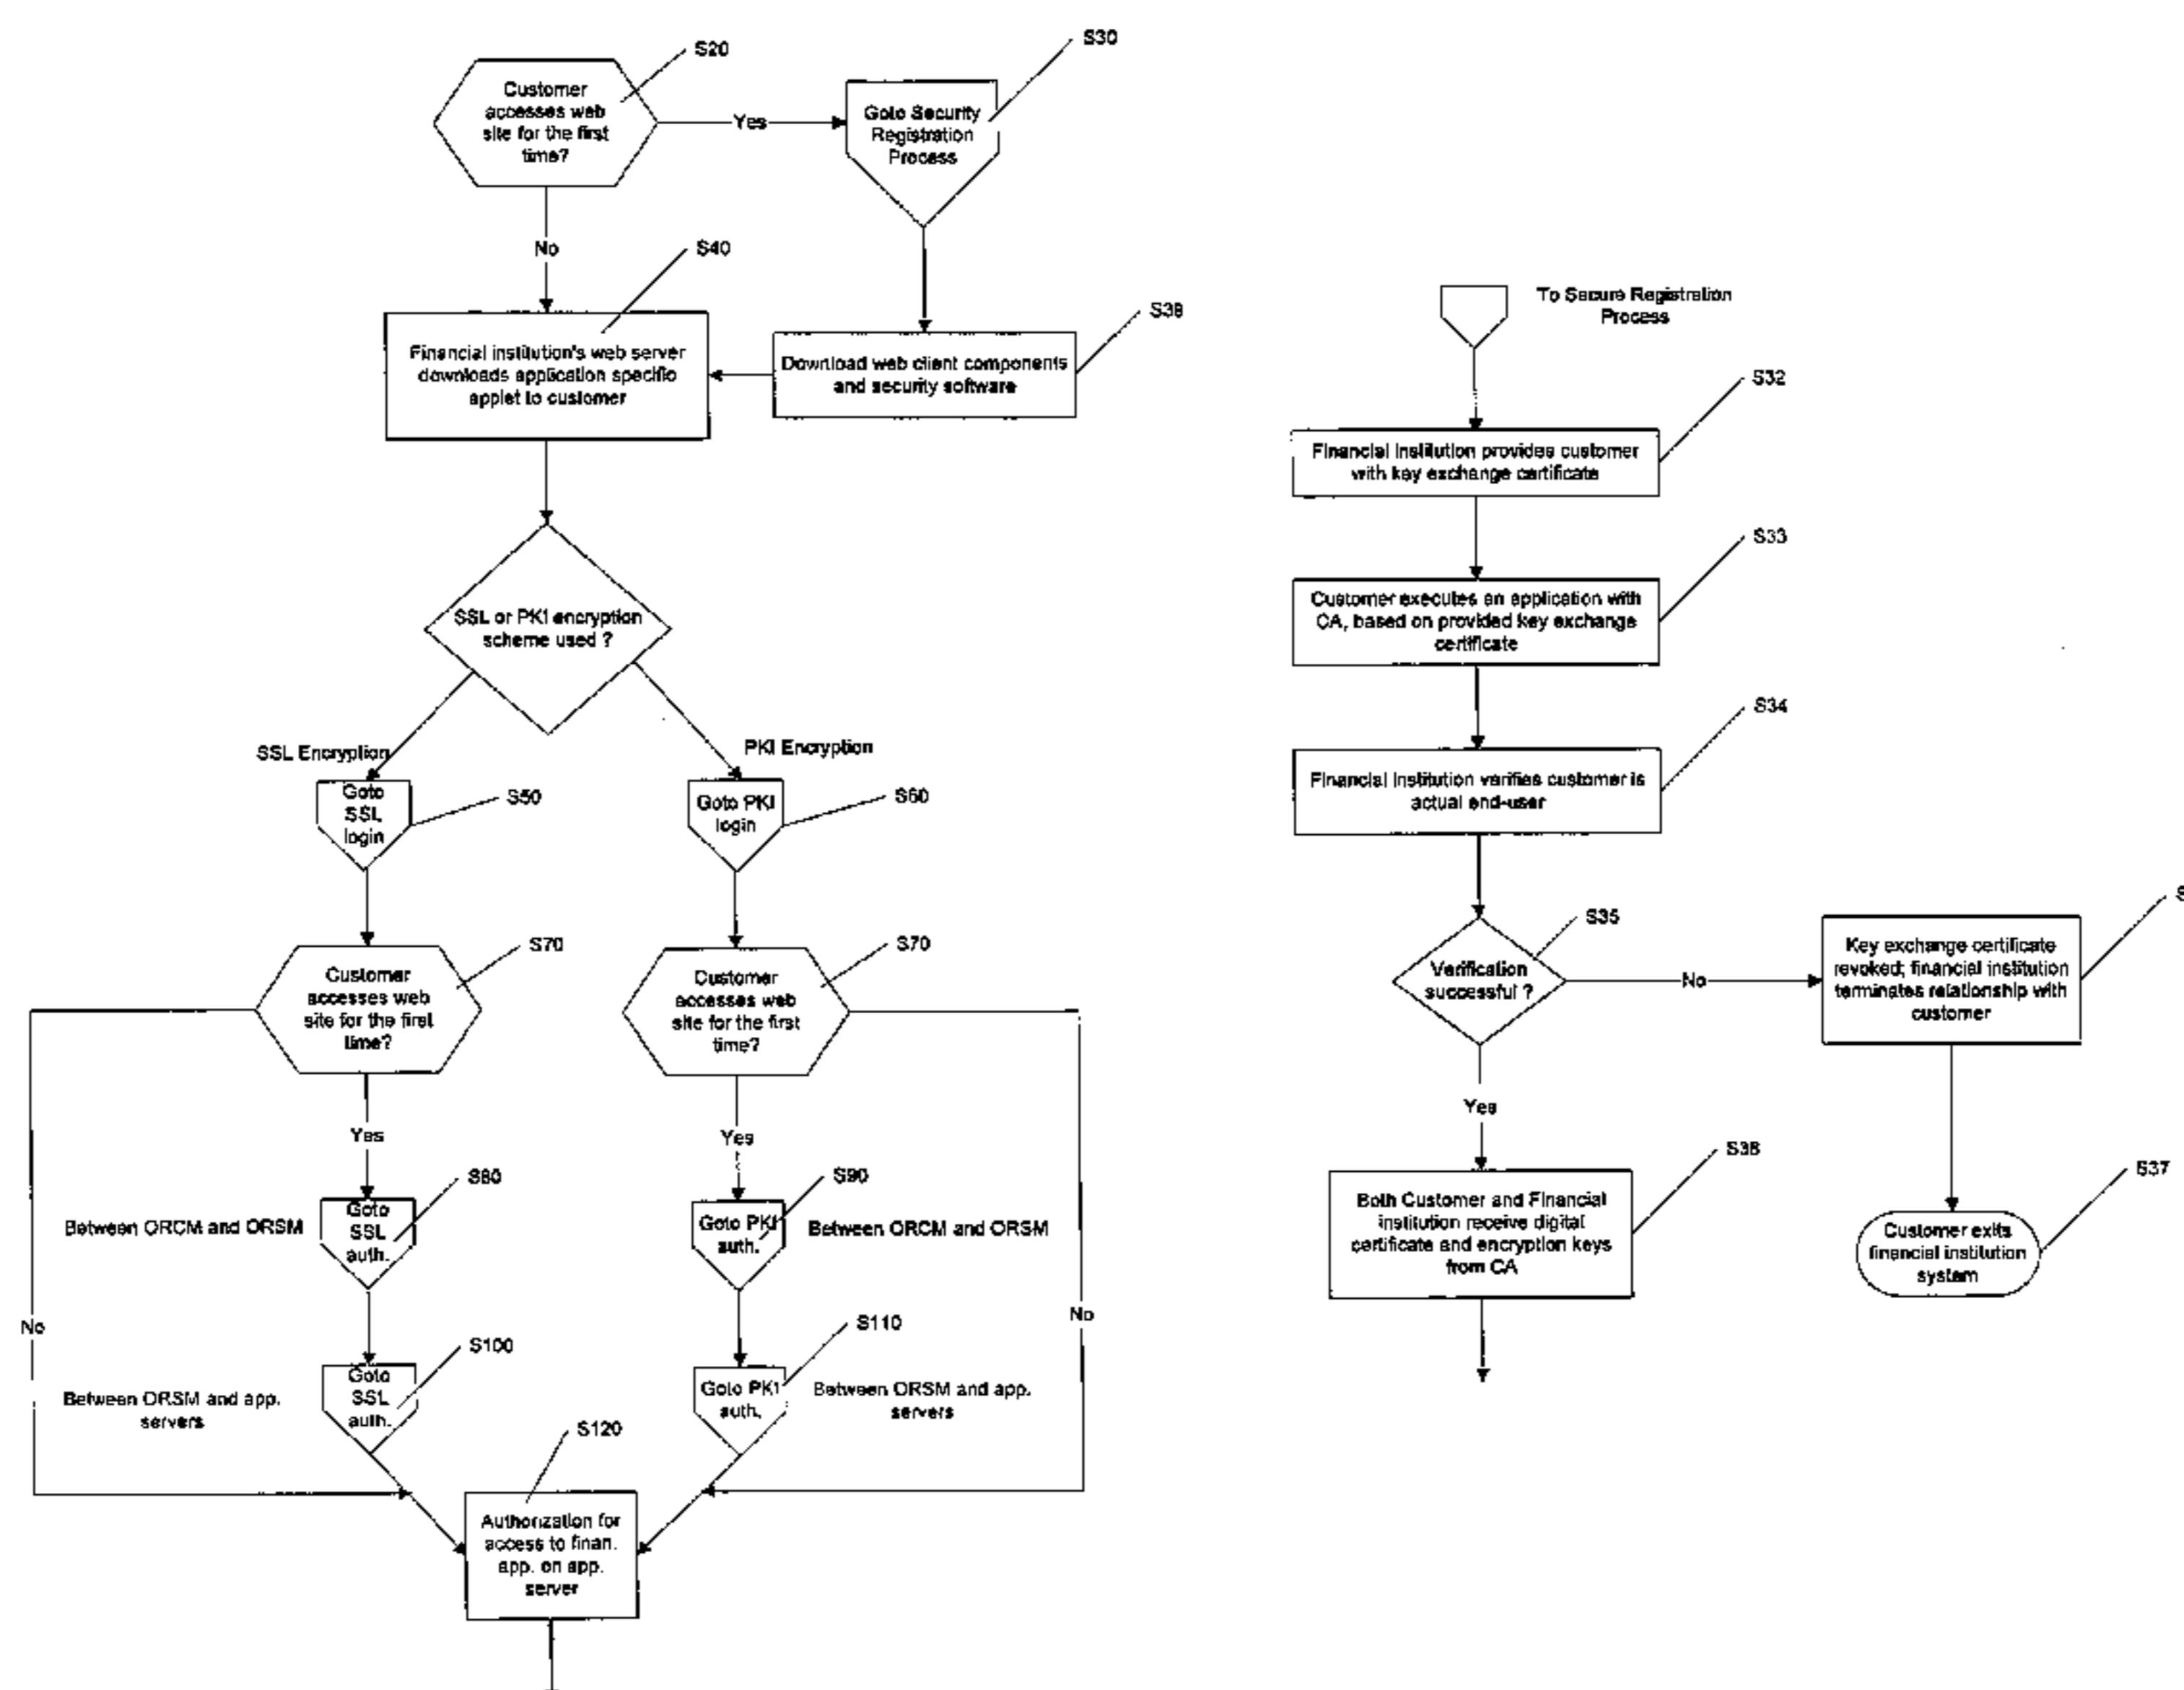 S20
Customer
accesses web
site for the first
time?
Yes
S30
Goto Security
Registration
Process
No
S40
Financial institution's web server
downloads application specific
applet to customer
S39
Download web client components
and security software
SSL or PKI encryption
scheme used ?
SSL Encryption
PKI Encryption
Goto
SSL
login
S50
Goto PKI
login
S60
Customer
accesses web
site for the first
time?
S70
Customer
accesses web
site for the first
time?
S70
Yes
Yes
Between ORCM and ORSM
Goto
SSL
auth.
S80
Goto PKI
auth.
S90
Between ORCM and ORSM
No
No
Between ORSM and app.
servers
Goto
SSL
auth.
S100
Goto PKI
auth.
S110
Between ORSM and app.
servers
S120
Authorization for
access to finan.
app. on app.
server
To Secure Registration
Process
S32
Financial Institution provides customer
with key exchange certificate
S33
Customer executes an application with
CA, based on provided key exchange
certificate
S34
Financial Institution verifies customer is
actual end-user
S35
Verification
successful ?
No
Key exchange certificate
revoked; financial institution
terminates relationship with
customer
Yes
Both Customer and Financial
institution receive digital
certificate and encryption keys
from CA
S37
Customer exits
financial institution
system